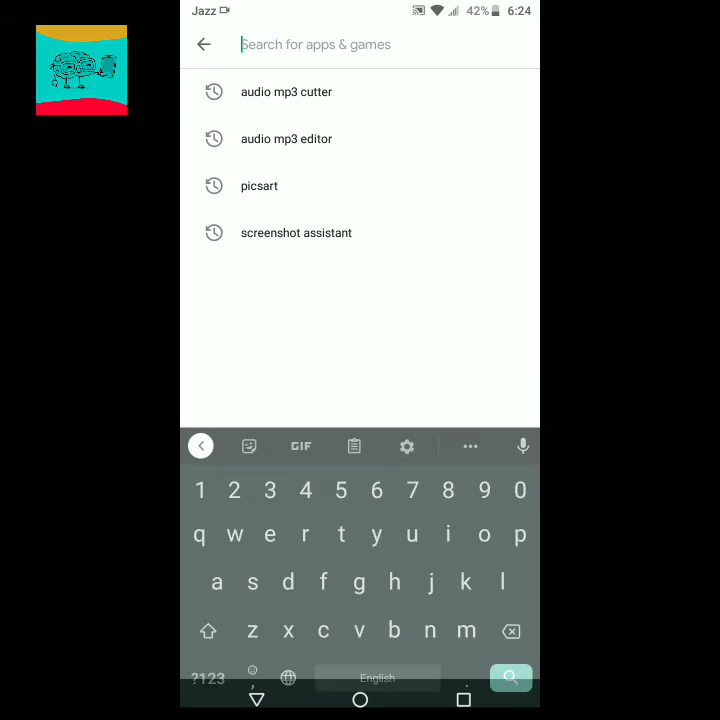 Jazz 42% 6:24
Search for apps & games
audio mp3 cutter
audio mp3 editor
picsart
screenshot assistant
GIF
1 2 3 4 5 6 7 8 9 0
q w e r t y u i o p
a s d f g h j k l
z x c v b n m
?123 , English .